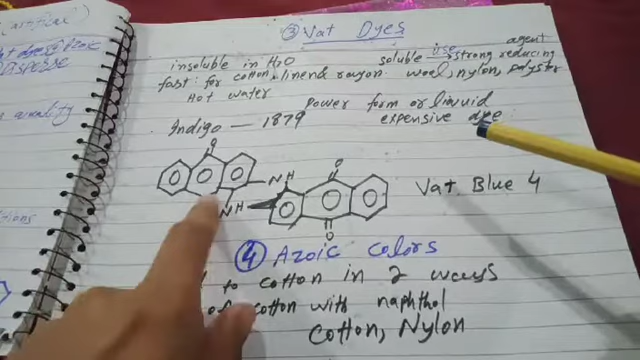 ③ Vat Dyes
insoluble in H2O soluble use strong reducing agent
fast: for cotton, linend rayon: wool, nylon, polyster
Hot water
power form or liquid
Indigo — 1879 expensive dye
O O
NH
NH
O
Vat Blue 4
④ Azoic colors
to cotton in 2 ways
of cotton with naphthol
Cotton, Nylon